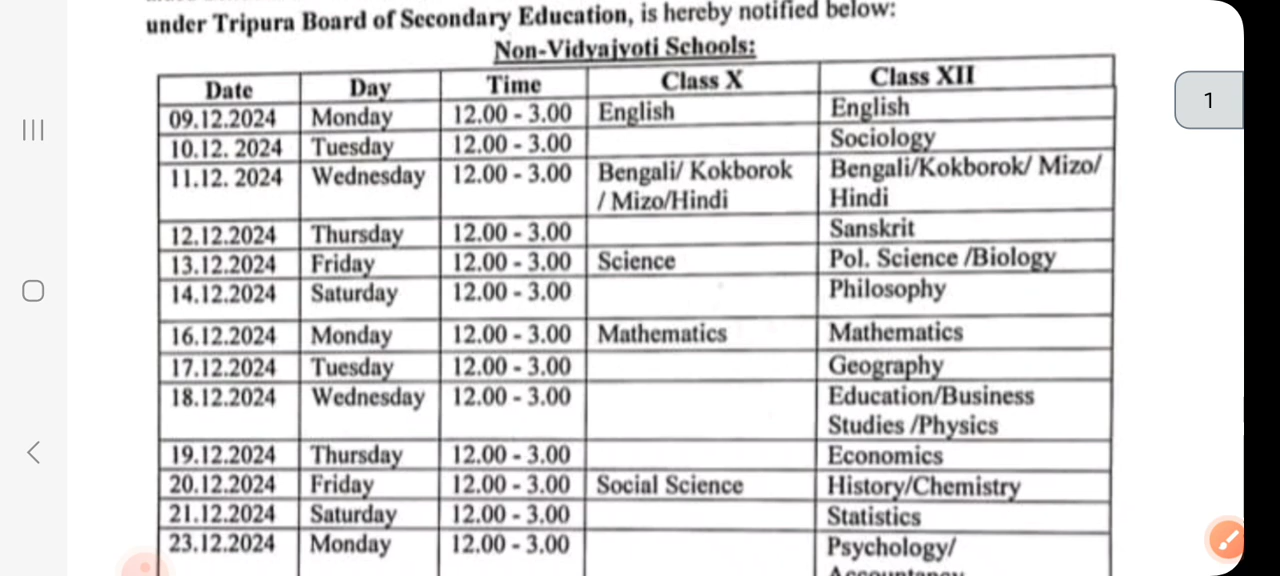 under Tripura Board of Secondary Education, is hereby notified below:
Non-Vidyajyoti Schools:
Date Day Time Class X Class XII
09.12.2024 Monday 12.00 - 3.00 English English
10.12. 2024 Tuesday 12.00 - 3.00 Sociology
11.12. 2024 Wednesday 12.00 - 3.00 Bengali/ Kokborok Bengali/Kokborok/ Mizo/
/ Mizo/Hindi Hindi
12.12.2024 Thursday 12.00 - 3.00 Sanskrit
13.12.2024 Friday 12.00 - 3.00 Science Pol. Science /Biology
14.12.2024 Saturday 12.00 - 3.00 Philosophy
16.12.2024 Monday 12.00 - 3.00 Mathematics Mathematics
17.12.2024 Tuesday 12.00 - 3.00 Geography
18.12.2024 Wednesday 12.00 - 3.00 Education/Business
Studies /Physics
19.12.2024 Thursday 12.00 - 3.00 Economics
20.12.2024 Friday 12.00 - 3.00 Social Science History/Chemistry
21.12.2024 Saturday 12.00 - 3.00 Statistics
23.12.2024 Monday 12.00 - 3.00 Psychology/
Accountancy
1